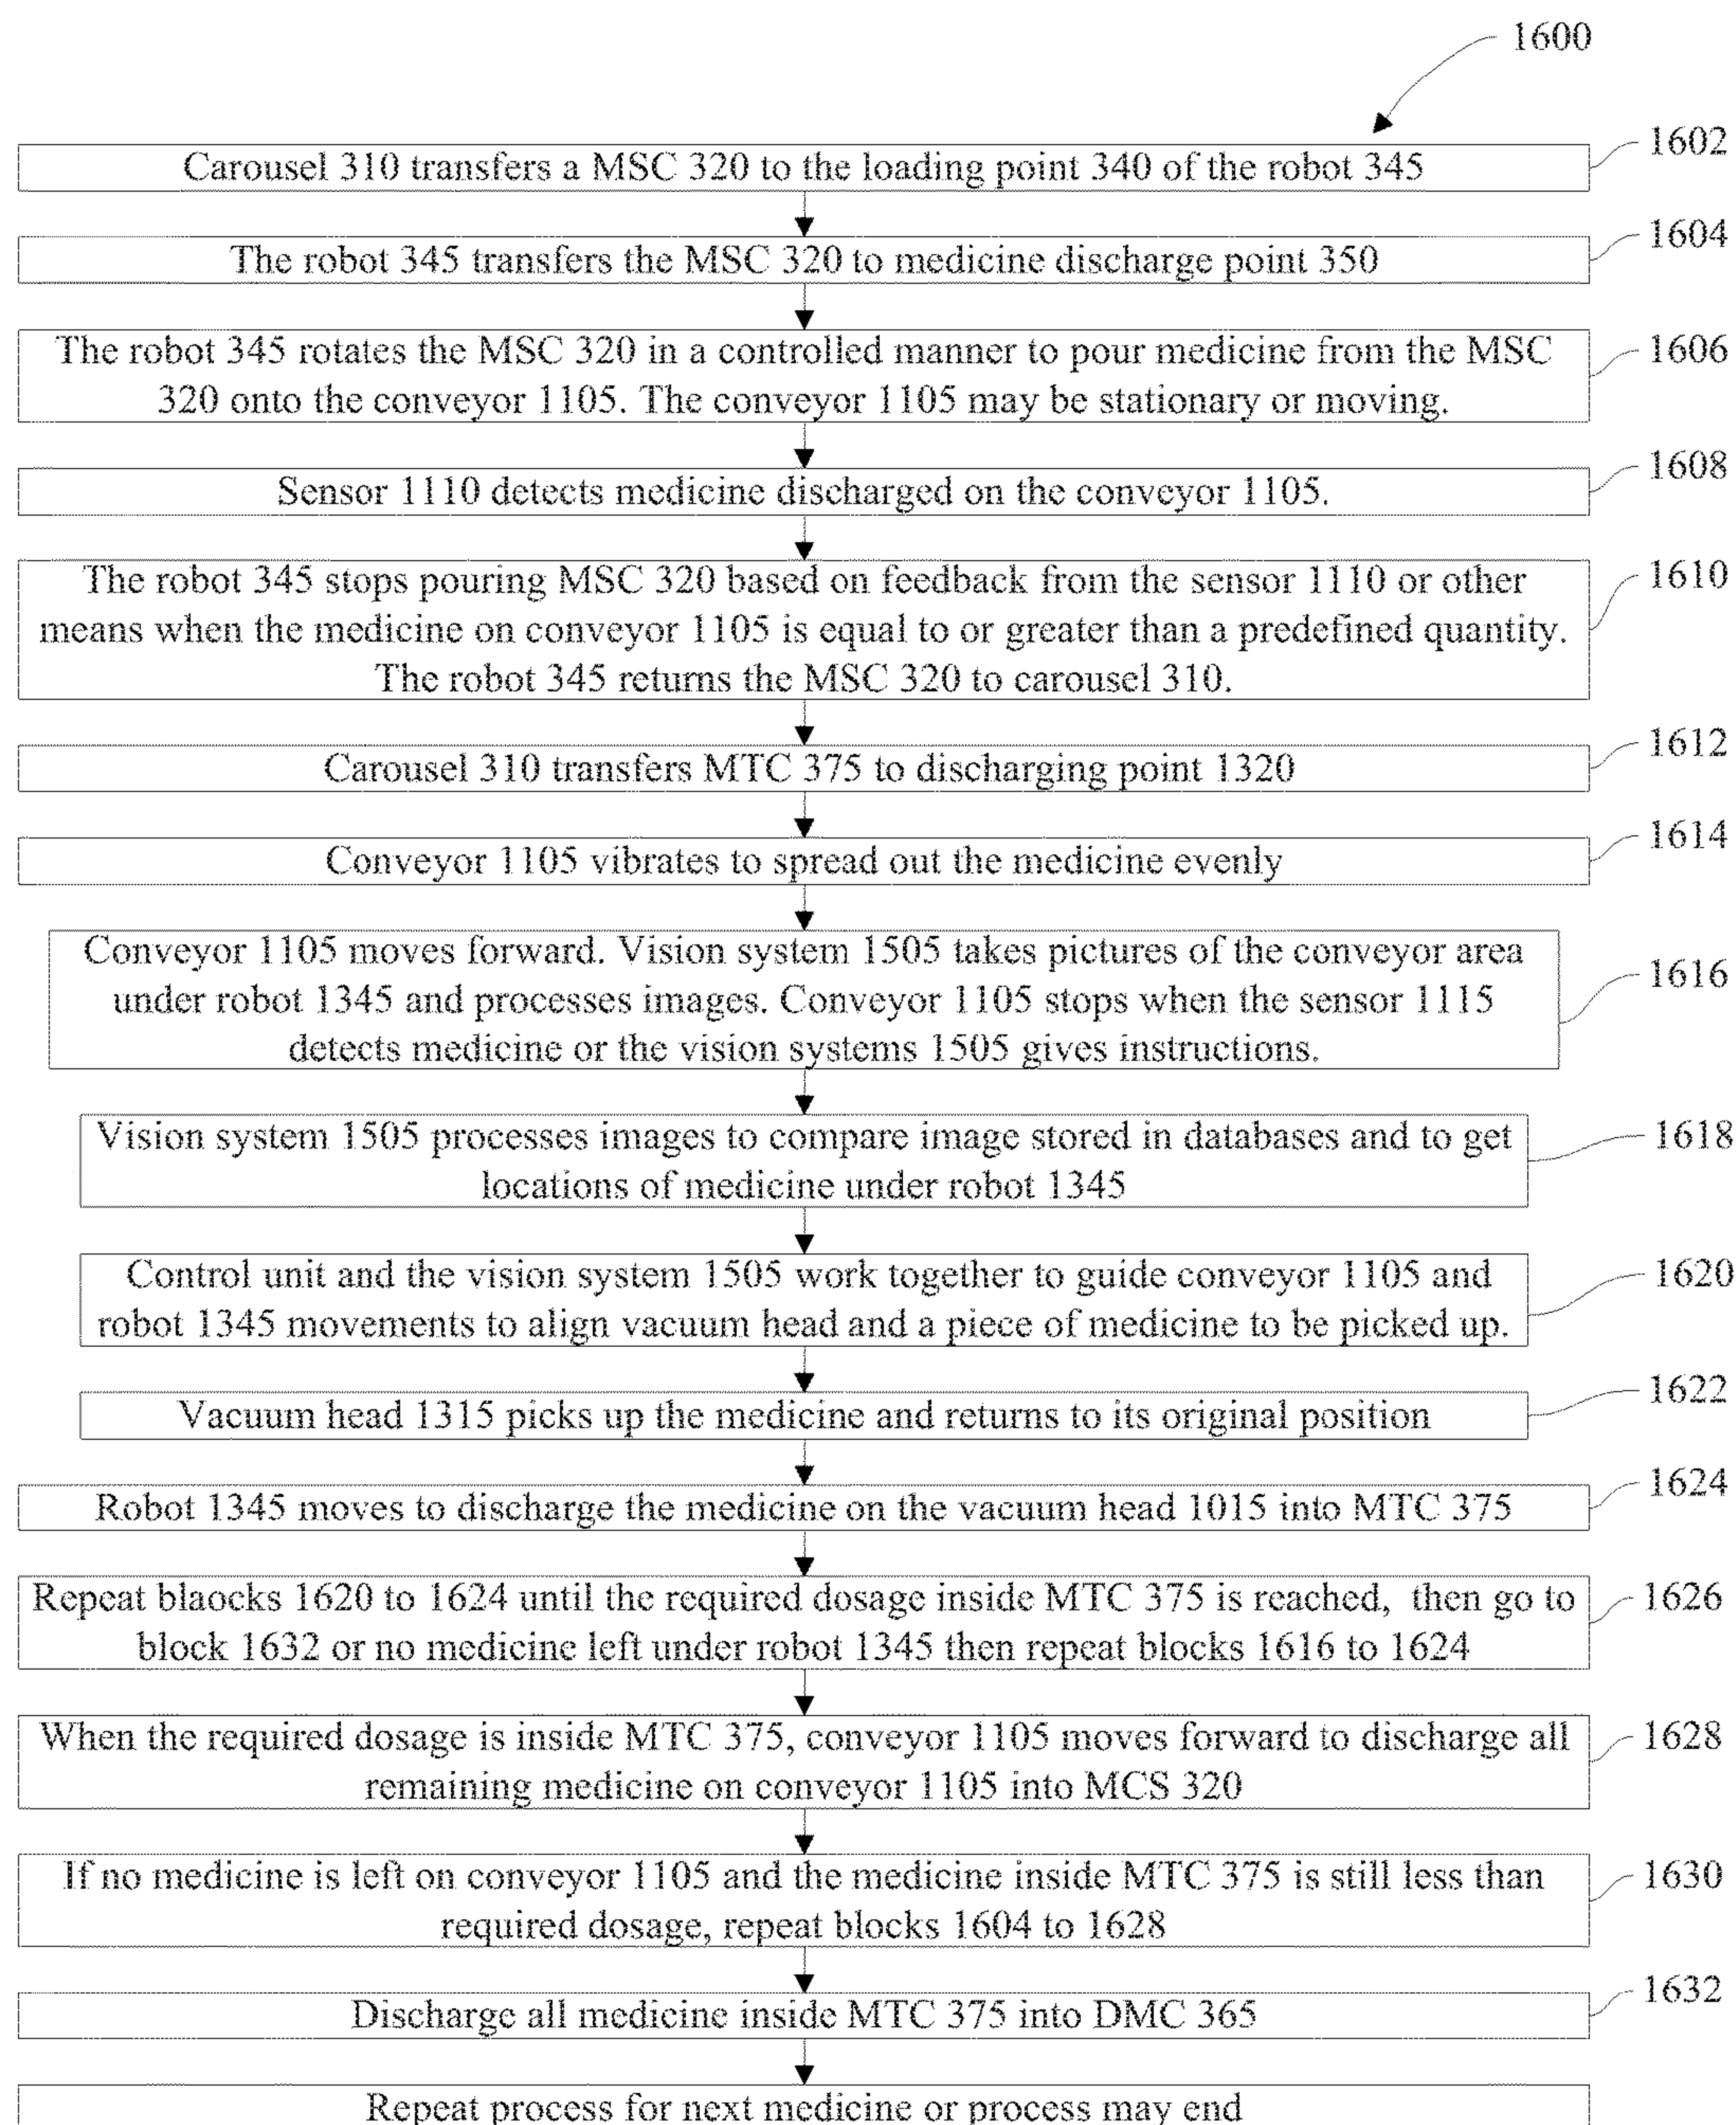 1600
Carousel 310 transfers a MSC 320 to the loading point 340 of the robot 345
1602
The robot 345 transfers the MSC 320 to medicine discharge point 350
1604
The robot 345 rotates the MSC 320 in a controlled manner to pour medicine from the MSC
320 onto the conveyor 1105. The conveyor 1105 may be stationary or moving.
1606
Sensor 1110 detects medicine discharged on the conveyor 1105.
1608
The robot 345 stops pouring MSC 320 based on feedback from the sensor 1110 or other
means when the medicine on conveyor 1105 is equal to or greater than a predefined quantity.
The robot 345 returns the MSC 320 to carousel 310.
1610
Carousel 310 transfers MTC 375 to discharging point 1320
1612
Conveyor 1105 vibrates to spread out the medicine evenly
1614
Conveyor 1105 moves forward. Vision system 1505 takes pictures of the conveyor area
under robot 1345 and processes images. Conveyor 1105 stops when the sensor 1115
detects medicine or the vision systems 1505 gives instructions.
1616
Vision system 1505 processes images to compare image stored in databases and to get
locations of medicine under robot 1345
1618
Control unit and the vision system 1505 work together to guide conveyor 1105 and
robot 1345 movements to align vacuum head and a piece of medicine to be picked up.
1620
Vacuum head 1315 picks up the medicine and returns to its original position
1622
Robot 1345 moves to discharge the medicine on the vacuum head 1015 into MTC 375
1624
Repeat blaocks 1620 to 1624 until the required dosage inside MTC 375 is reached, then go to
block 1632 or no medicine left under robot 1345 then repeat blocks 1616 to 1624
1626
When the required dosage is inside MTC 375, conveyor 1105 moves forward to discharge all
remaining medicine on conveyor 1105 into MCS 320
1628
If no medicine is left on conveyor 1105 and the medicine inside MTC 375 is still less than
required dosage, repeat blocks 1604 to 1628
1630
Discharge all medicine inside MTC 375 into DMC 365
1632
Repeat process for next medicine or process may end